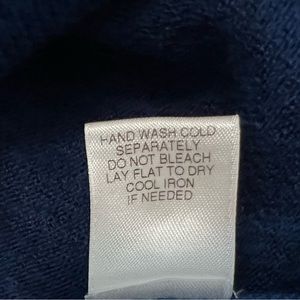 HAND WASH COLD
SEPARATELY
DO NOT BLEACH
LAY FLAT TO DRY
COOL IRON
IF NEEDED